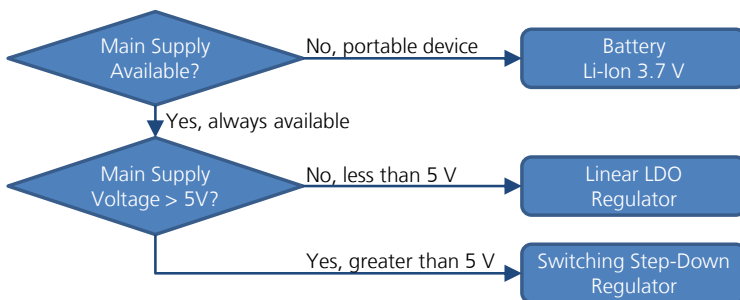 Main Supply
Available?
No, portable device
Battery
Li-Ion 3.7 V
Yes, always available
Main Supply
Voltage > 5V?
No, less than 5 V
Linear LDO
Regulator
Yes, greater than 5 V
Switching Step-Down
Regulator